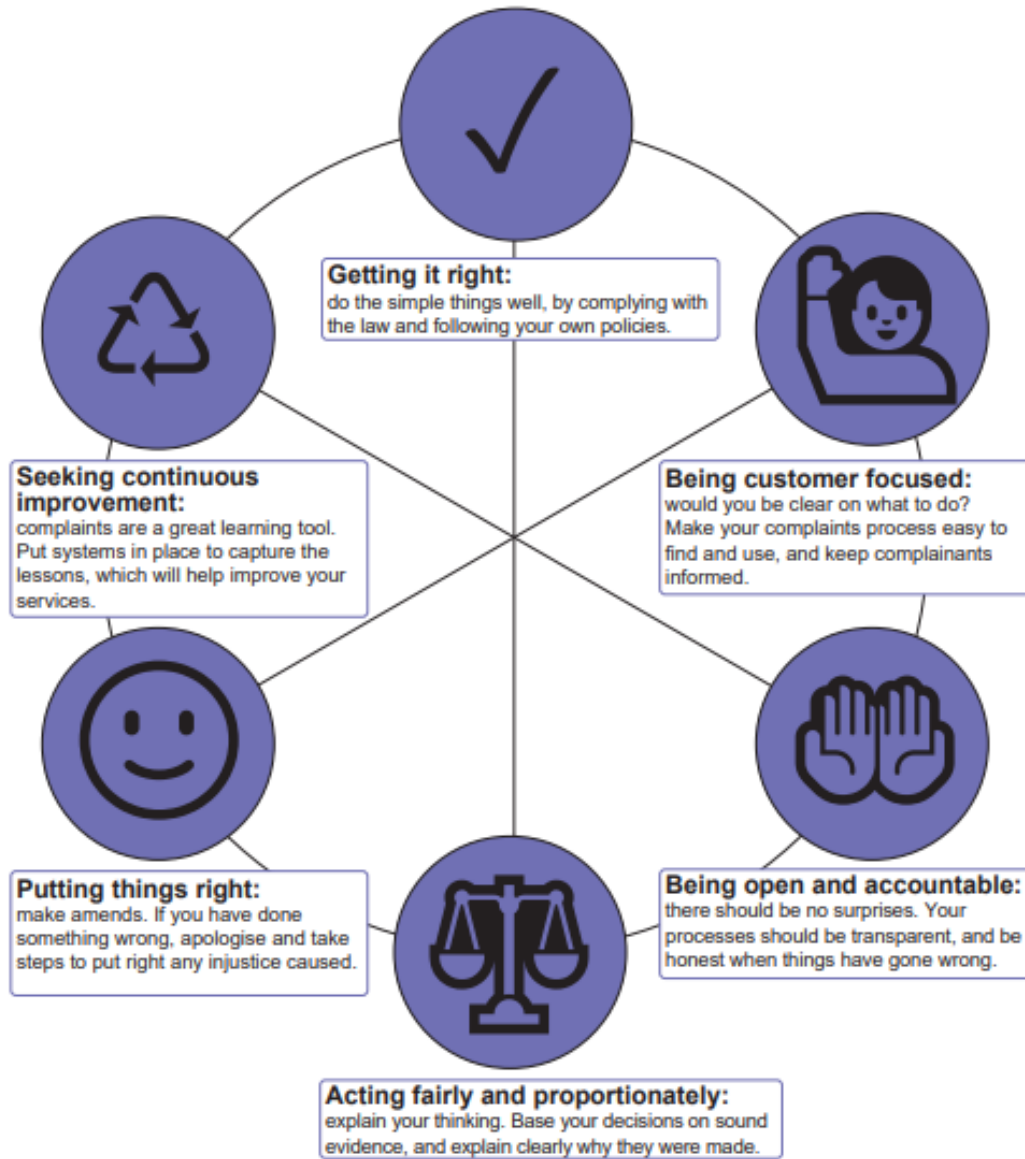 Getting it right:
do the simple things well, by complying with
the law and following your own policies.
Being customer focused:
would you be clear on what to do?
Make your complaints process easy to
find and use, and keep complainants
informed.
Being open and accountable:
there should be no surprises. Your
processes should be transparent, and be
honest when things have gone wrong.
Acting fairly and proportionately:
explain your thinking. Base your decisions on sound
evidence, and explain clearly why they were made.
Putting things right:
make amends. If you have done
something wrong, apologise and take
steps to put right any injustice caused.
Seeking continuous
improvement:
complaints are a great learning tool.
Put systems in place to capture the
lessons, which will help improve your
services.